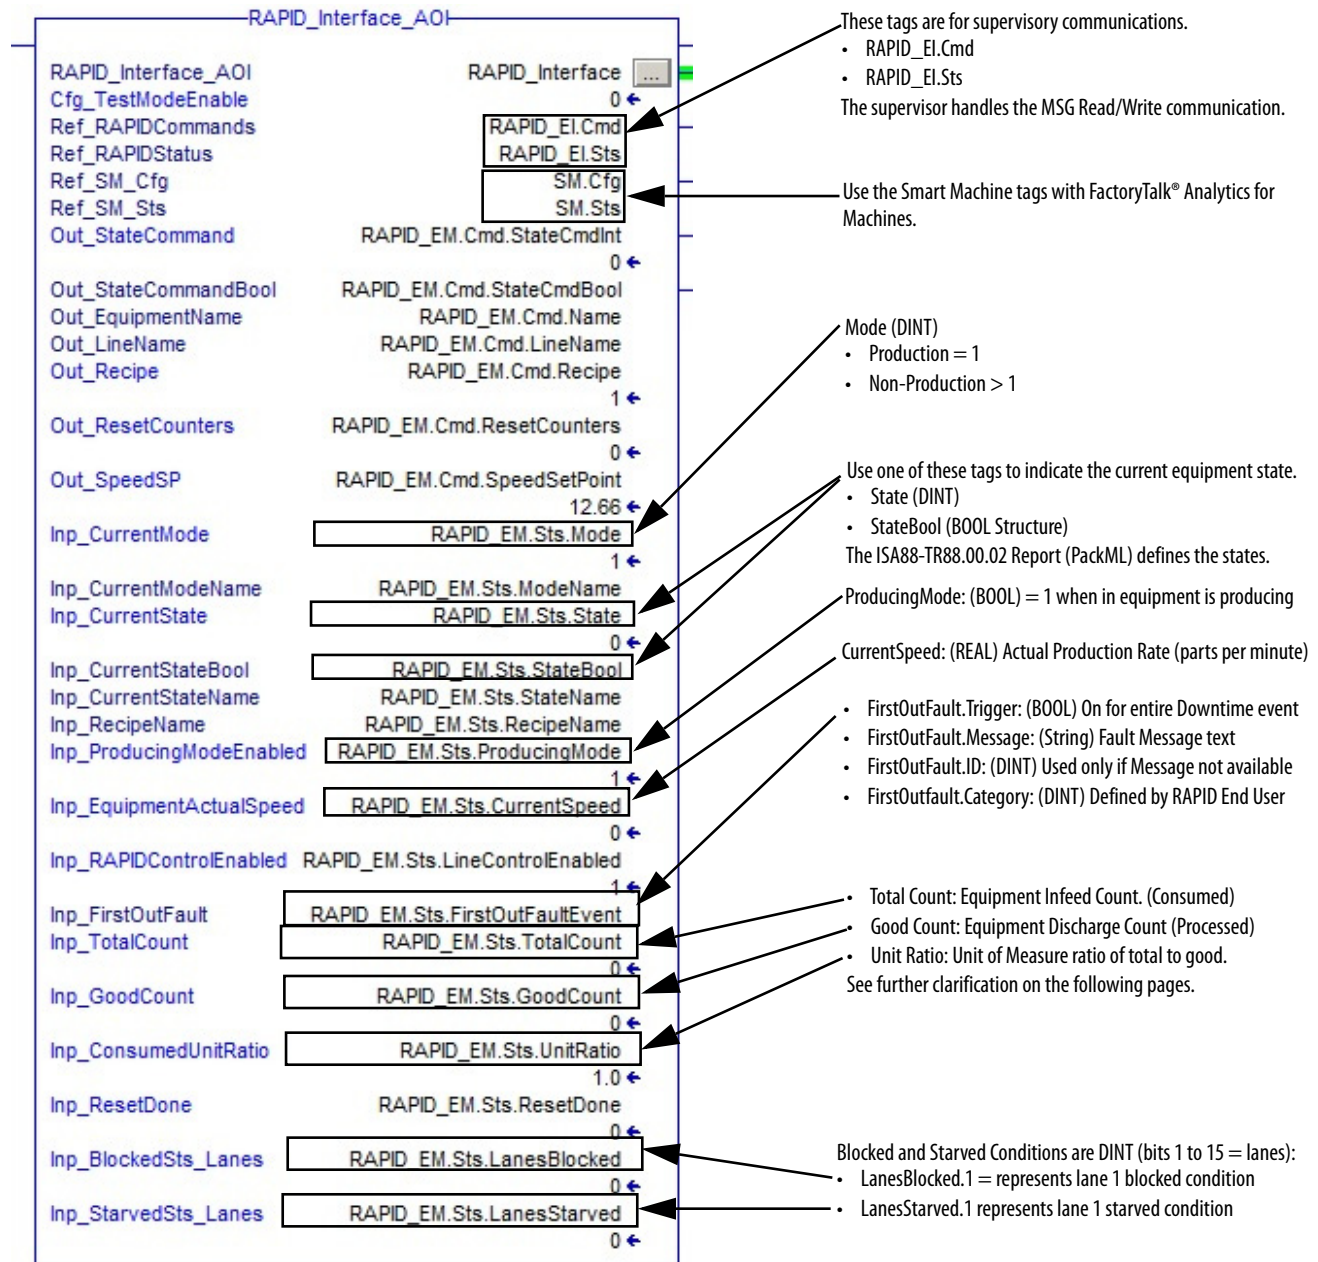 RAPID_Interface_AOI
RAPID_Interface_AOI RAPID_Interface ...
Cfg_TestModeEnable 0
Ref_RAPIDCommands RAPID_EI.Cmd
Ref_RAPIDStatus RAPID_EI.Sts
Ref_SM_Cfg SM.Cfg
Ref_SM_Sts SM.Sts
Out_StateCommand RAPID_EM.Cmd.StateCmdInt
0
Out_StateCommandBool RAPID_EM.Cmd.StateCmdBool
Out_EquipmentName RAPID_EM.Cmd.Name
Out_LineName RAPID_EM.Cmd.LineName
Out_Recipe RAPID_EM.Cmd.Recipe
1
Out_ResetCounters RAPID_EM.Cmd.ResetCounters
0
Out_SpeedSP RAPID_EM.Cmd.SpeedSetPoint
12.66
Inp_CurrentMode RAPID_EM.Sts.Mode
1
Inp_CurrentModeName RAPID_EM.Sts.ModeName
Inp_CurrentState RAPID_EM.Sts.State
0
Inp_CurrentStateBool RAPID_EM.Sts.StateBool
Inp_CurrentStateName RAPID_EM.Sts.StateName
Inp_RecipeName RAPID_EM.Sts.RecipeName
Inp_ProducingModeEnabled RAPID_EM.Sts.ProducingMode
1
Inp_EquipmentActualSpeed RAPID_EM.Sts.CurrentSpeed
0
Inp_RAPIDControlEnabled RAPID_EM.Sts.LineControlEnabled
1
Inp_FirstOutFault RAPID_EM.Sts.FirstOutFaultEvent
Inp_TotalCount RAPID_EM.Sts.TotalCount
0
Inp_GoodCount RAPID_EM.Sts.GoodCount
0
Inp_ConsumedUnitRatio RAPID_EM.Sts.UnitRatio
1.0
Inp_ResetDone RAPID_EM.Sts.ResetDone
0
Inp_BlockedSts_Lanes RAPID_EM.Sts.LanesBlocked
0
Inp_StarvedSts_Lanes RAPID_EM.Sts.LanesStarved
0
These tags are for supervisory communications.
• RAPID_EI.Cmd
• RAPID_EI.Sts
The supervisor handles the MSG Read/Write communication.
Use the Smart Machine tags with FactoryTalk® Analytics for
Machines.
Mode (DINT)
• Production = 1
• Non-Production > 1
Use one of these tags to indicate the current equipment state.
• State (DINT)
• StateBool (BOOL Structure)
The ISA88-TR88.00.02 Report (PackML) defines the states.
ProducingMode: (BOOL) = 1 when in equipment is producing
CurrentSpeed: (REAL) Actual Production Rate (parts per minute)
• FirstOutFault.Trigger: (BOOL) On for entire Downtime event
• FirstOutFault.Message: (String) Fault Message text
• FirstOutFault.ID: (DINT) Used only if Message not available
• FirstOutfault.Category: (DINT) Defined by RAPID End User
• Total Count: Equipment Infeed Count. (Consumed)
• Good Count: Equipment Discharge Count (Processed)
• Unit Ratio: Unit of Measure ratio of total to good.
See further clarification on the following pages.
Blocked and Starved Conditions are DINT (bits 1 to 15 = lanes):
• LanesBlocked.1 = represents lane 1 blocked condition
• LanesStarved.1 represents lane 1 starved condition